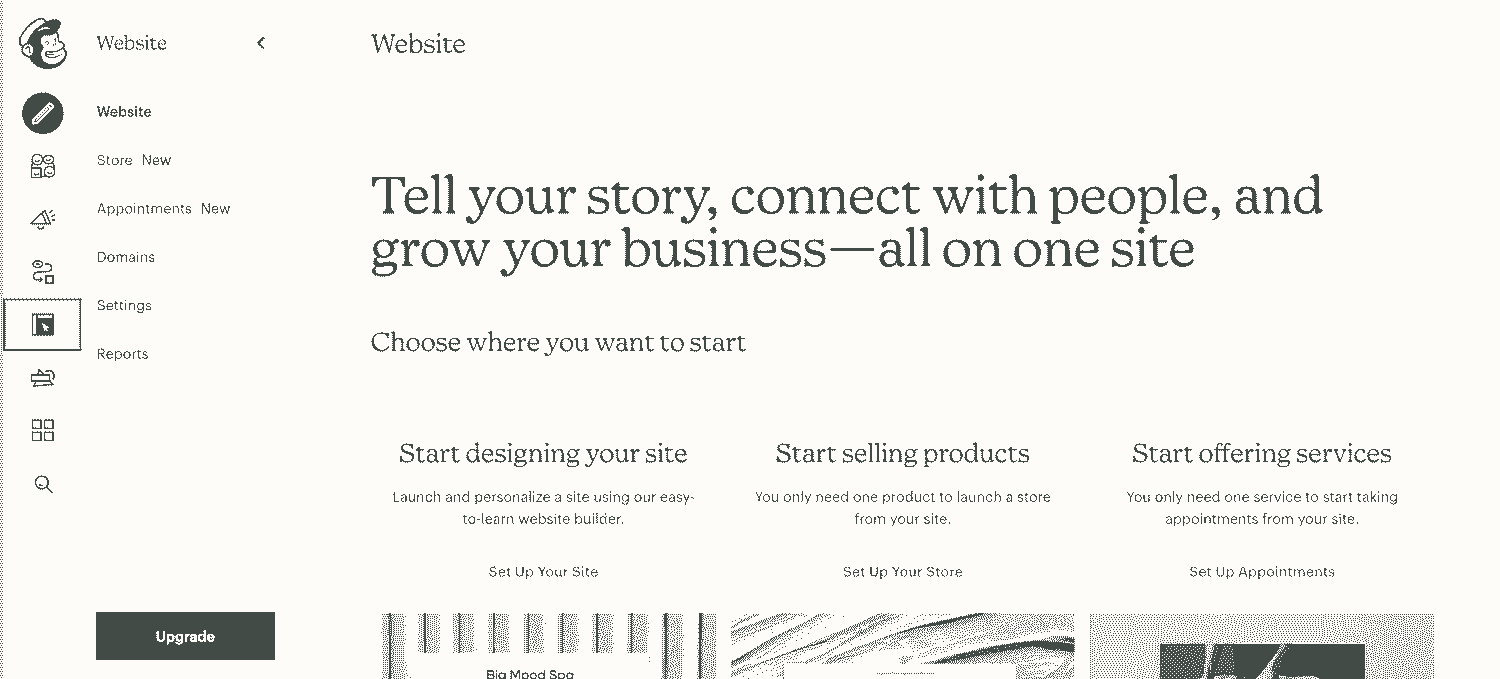 Website
Website
Store New
Appointments New
Domains
Settings
Reports
Upgrade
Website
Tell your story, connect with people, and
grow your business—all on one site
Choose where you want to start
Start designing your site
Launch and personalize a site using our easy-
to-learn website builder.
Set Up Your Site
Start selling products
You only need one product to launch a store
from your site.
Set Up Your Store
Start offering services
You only need one service to start taking
appointments from your site.
Set Up Appointments
Big Mood Spa